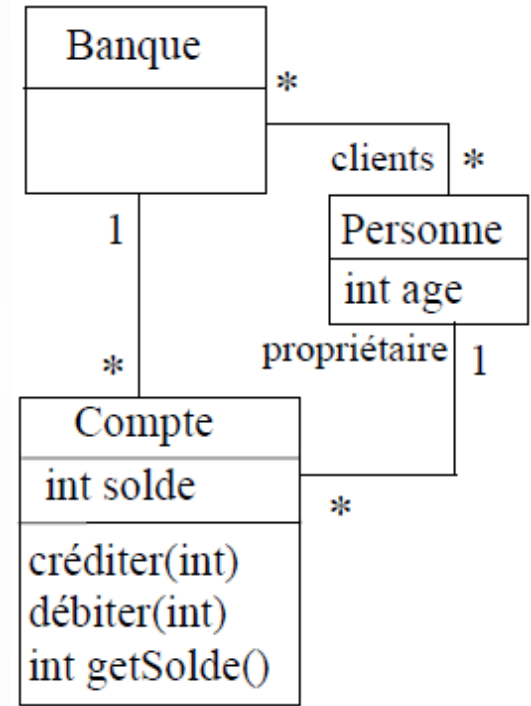 Banque
*
clients *
1
Personne
int age
propriétaire 1
*
Compte
int solde
*
créditer(int)
débiter(int)
int getSolde()